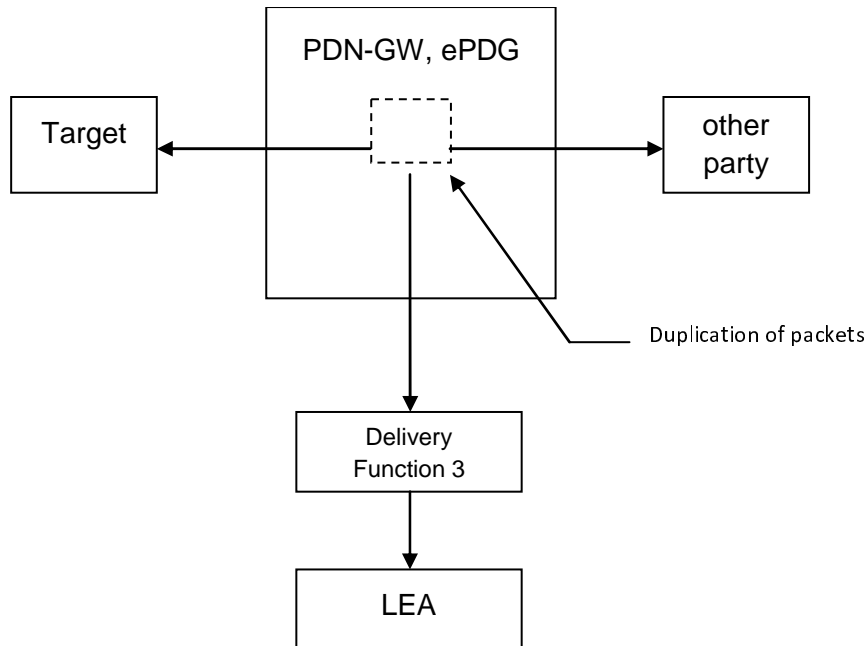 PDN-GW, ePDG
Target
other
party
Duplication of packets
Delivery
Function 3
LEA